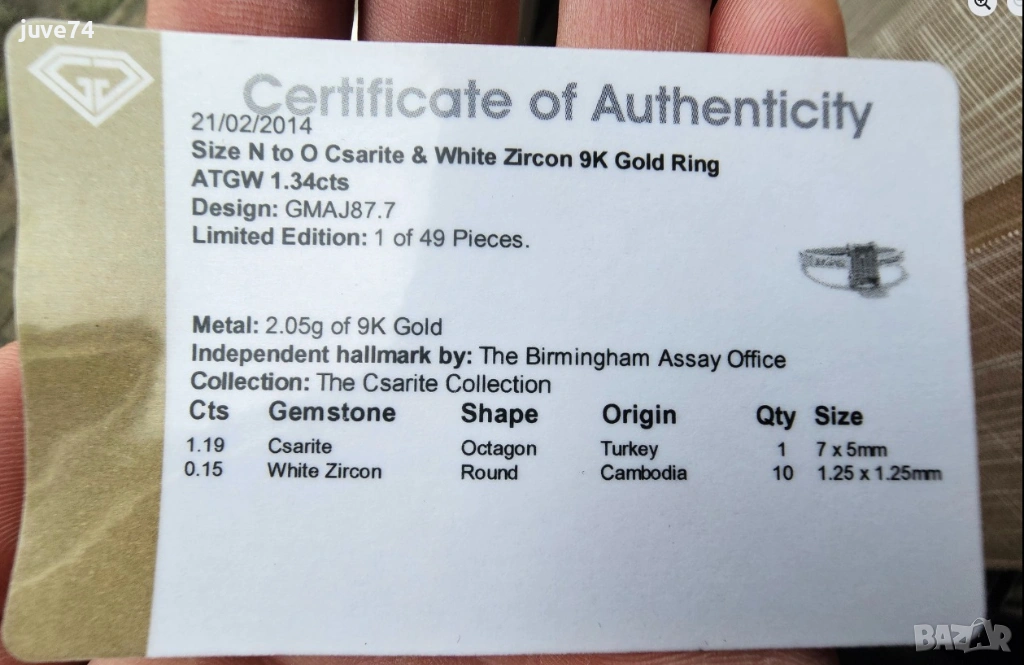 juve74
Certificate of Authenticity
21/02/2014
Size N to O Csarite & White Zircon 9K Gold Ring
ATGW 1.34cts
Design: GMAJ87.7
Limited Edition: 1 of 49 Pieces.
Metal: 2.05g of 9K Gold
Independent hallmark by: The Birmingham Assay Office
Collection: The Csarite Collection
Cts Gemstone Shape Origin Qty Size
1.19 Csarite Octagon Turkey 1 7 x 5mm
0.15 White Zircon Round Cambodia 10 1.25 x 1.25mm
BAZAR